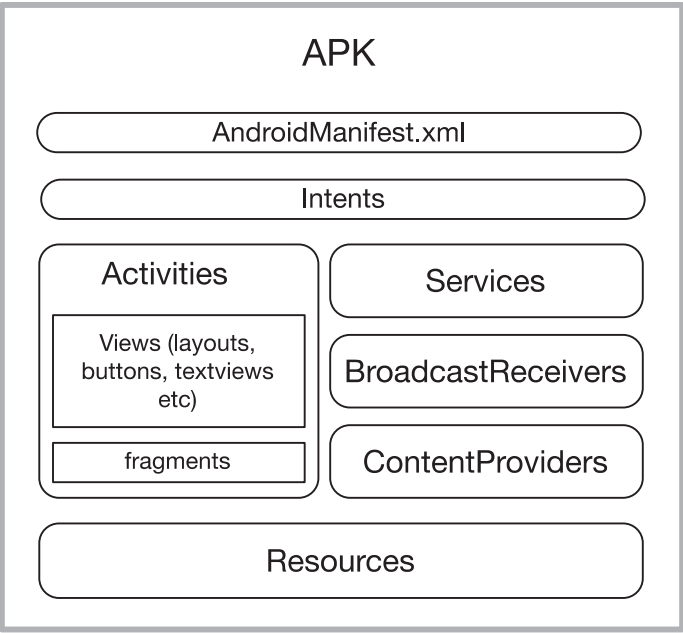 APK
AndroidManifest.xml
Intents
Activities
Views (layouts,
buttons, textviews
etc)
fragments
Services
BroadcastReceivers
ContentProviders
Resources